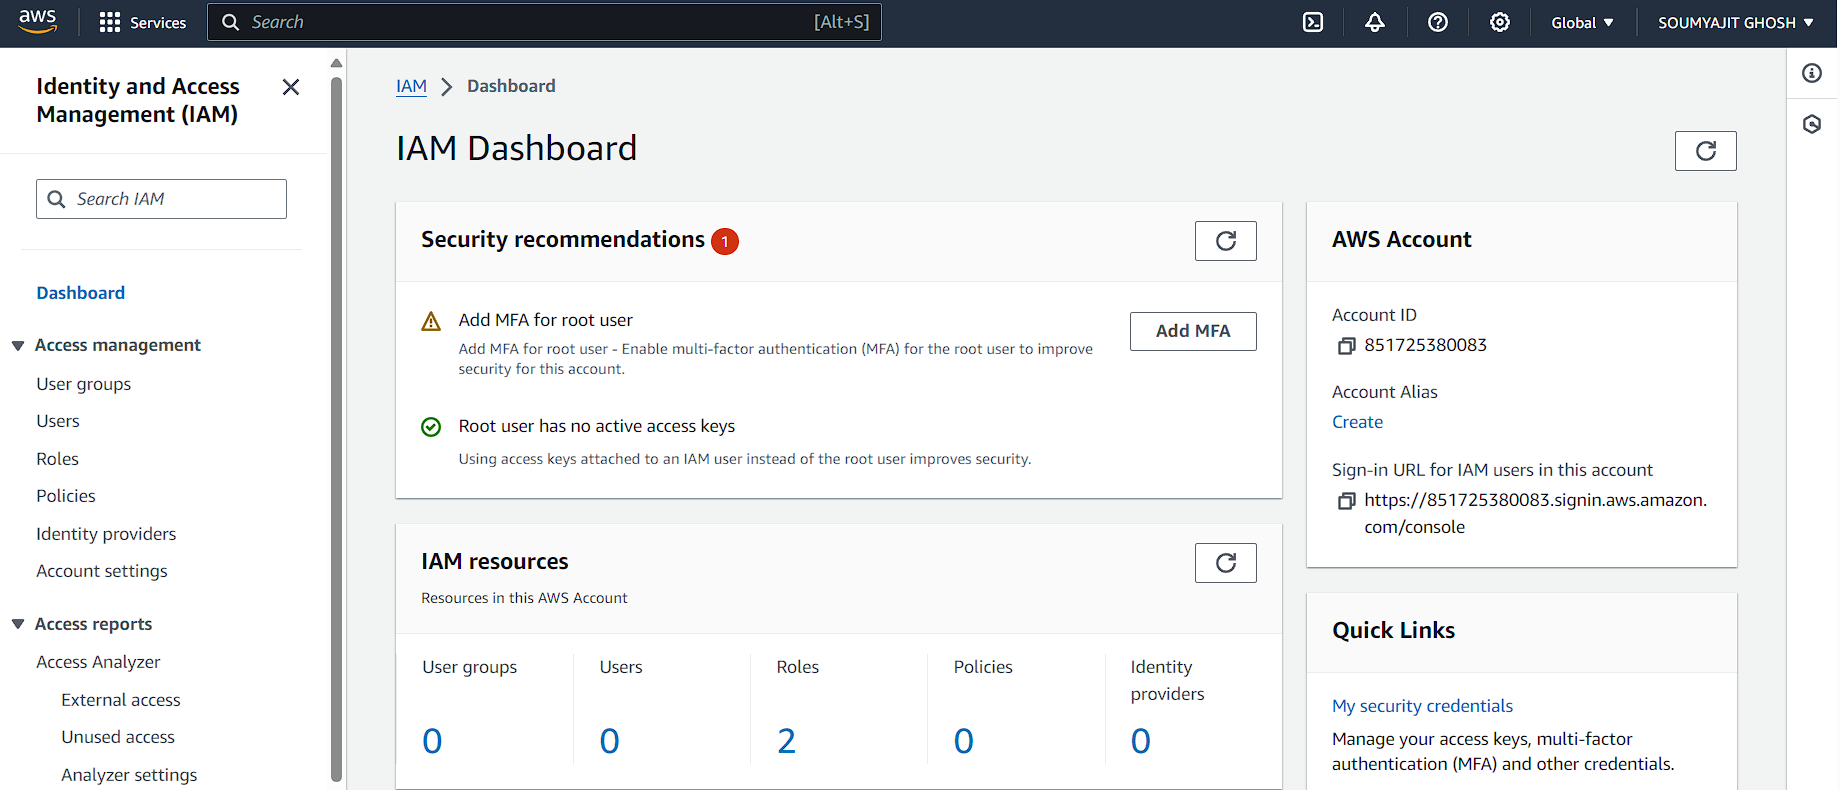 aws
Services
Search
[Alt+S]
Global
SOUMYAJIT GHOSH
Identity and Access
Management (IAM)
Search IAM
Dashboard
Access management
User groups
Users
Roles
Policies
Identity providers
Account settings
Access reports
Access Analyzer
External access
Unused access
Analyzer settings
IAM
Dashboard
IAM Dashboard
Security recommendations 1
Add MFA for root user
Add MFA for root user - Enable multi-factor authentication (MFA) for the root user to improve
security for this account.
Add MFA
Root user has no active access keys
Using access keys attached to an IAM user instead of the root user improves security.
IAM resources
Resources in this AWS Account
User groups
0
Users
0
Roles
2
Policies
0
Identity
providers
0
AWS Account
Account ID
851725380083
Account Alias
Create
Sign-in URL for IAM users in this account
https://851725380083.signin.aws.amazon.
com/console
Quick Links
My security credentials
Manage your access keys, multi-factor
authentication (MFA) and other credentials.